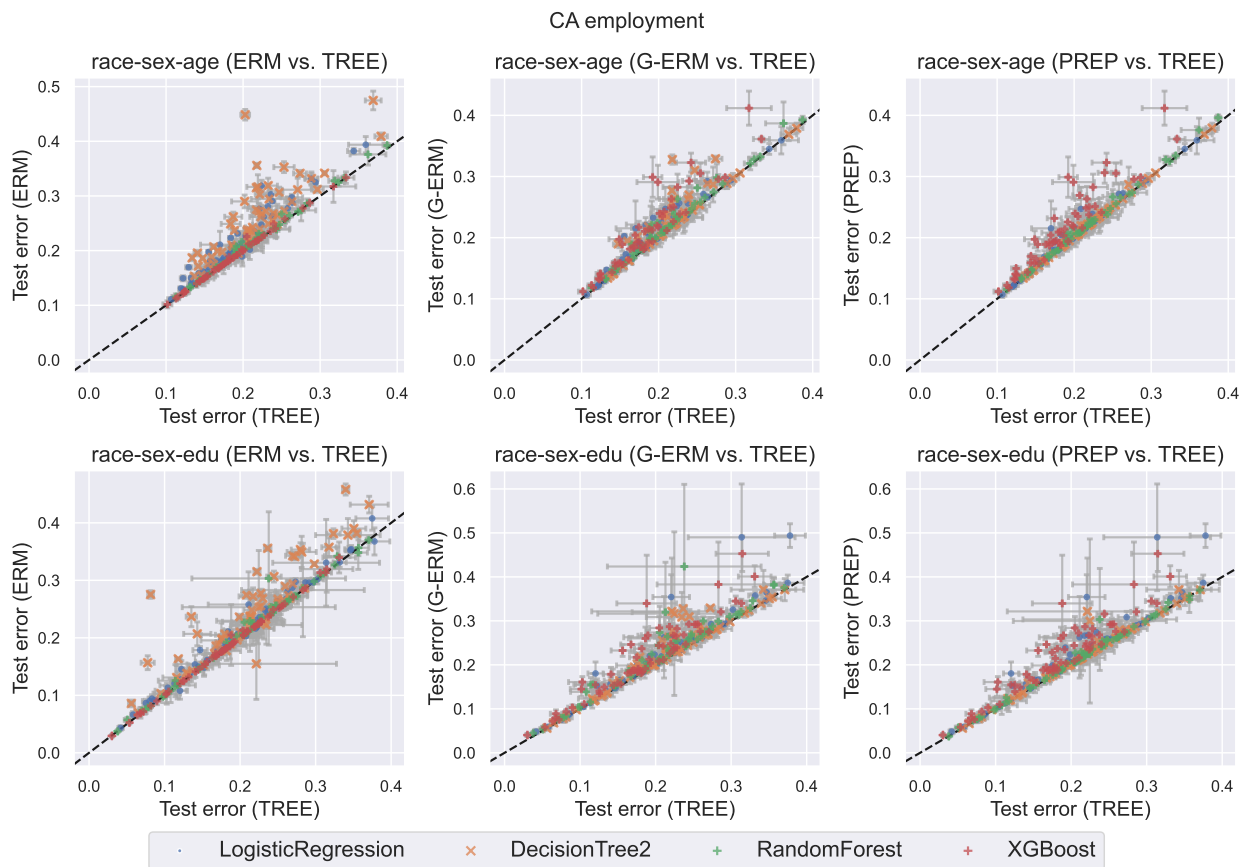 CA employment
race-sex-age (ERM vs. TREE)
race-sex-age (G-ERM vs. TREE)
race-sex-age (PREP vs. TREE)
Test error (ERM)
0.5
0.4
0.3
0.2
0.1
0.0
0.0 0.1 0.2 0.3 0.4
Test error (TREE)
Test error (G-ERM)
0.4
0.3
0.2
0.1
0.0
0.0 0.1 0.2 0.3 0.4
Test error (TREE)
Test error (PREP)
0.4
0.3
0.2
0.1
0.0
0.0 0.1 0.2 0.3 0.4
Test error (TREE)
race-sex-edu (ERM vs. TREE)
race-sex-edu (G-ERM vs. TREE)
race-sex-edu (PREP vs. TREE)
Test error (ERM)
0.4
0.3
0.2
0.1
0.0
0.0 0.1 0.2 0.3 0.4
Test error (TREE)
Test error (G-ERM)
0.6
0.5
0.4
0.3
0.2
0.1
0.0
0.0 0.1 0.2 0.3 0.4
Test error (TREE)
Test error (PREP)
0.6
0.5
0.4
0.3
0.2
0.1
0.0
0.0 0.1 0.2 0.3 0.4
Test error (TREE)
LogisticRegression DecisionTree2 RandomForest XGBoost